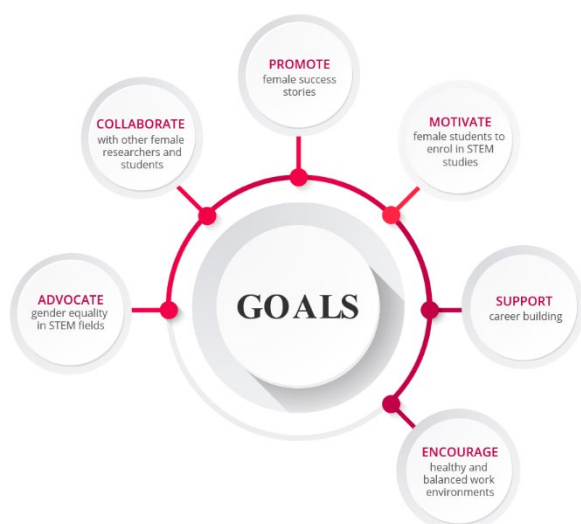 PROMOTE
female success
stories
COLLABORATE
with other female
researchers and
students
MOTIVATE
female students to
enrol in STEM
studies
ADVOCATE
gender equality
in STEM fields
GOALS
SUPPORT
career building
ENCOURAGE
healthy and
balanced work
environments